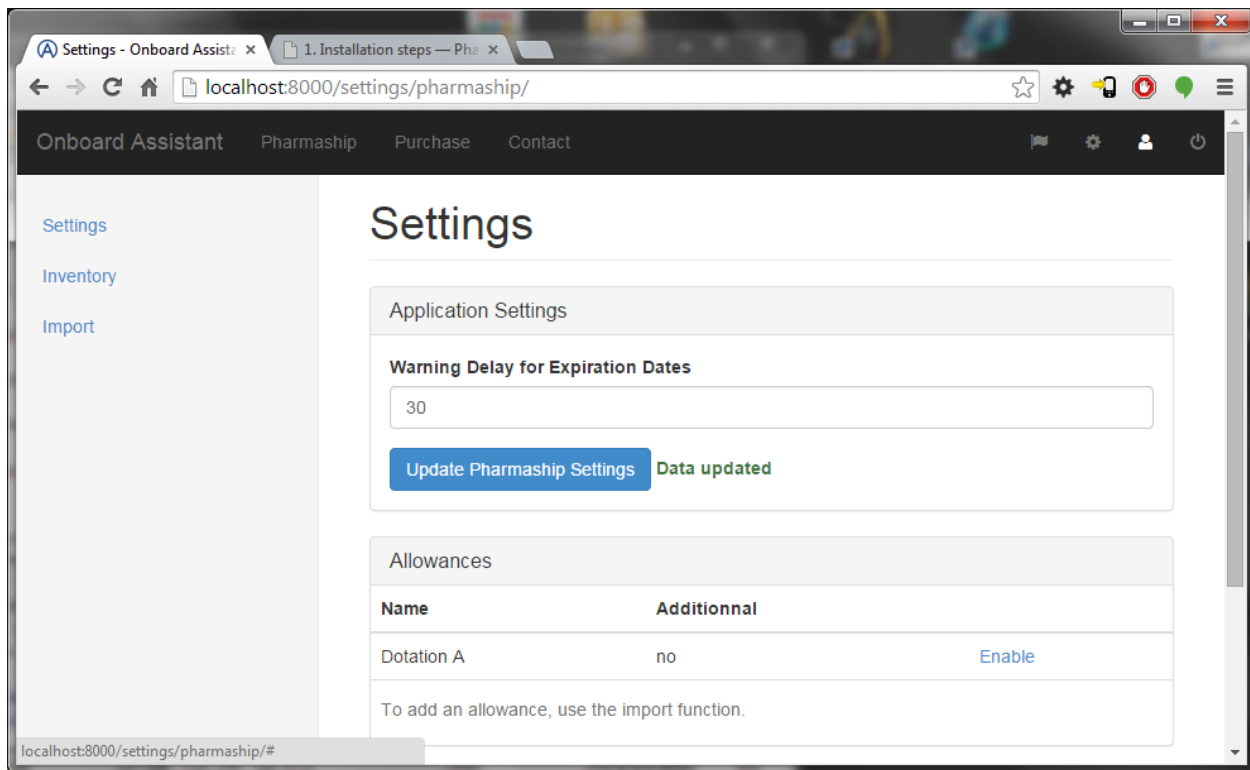 Settings - Onboard Assista
1. Installation steps — Pha
localhost:8000/settings/pharmaship/
Onboard Assistant Pharmaship Purchase Contact
Settings
Inventory
Import
Settings
Application Settings
Warning Delay for Expiration Dates
30
Update Pharmaship Settings Data updated
Allowances
Name Additionnal
Dotation A no Enable
To add an allowance, use the import function.
localhost:8000/settings/pharmaship/#